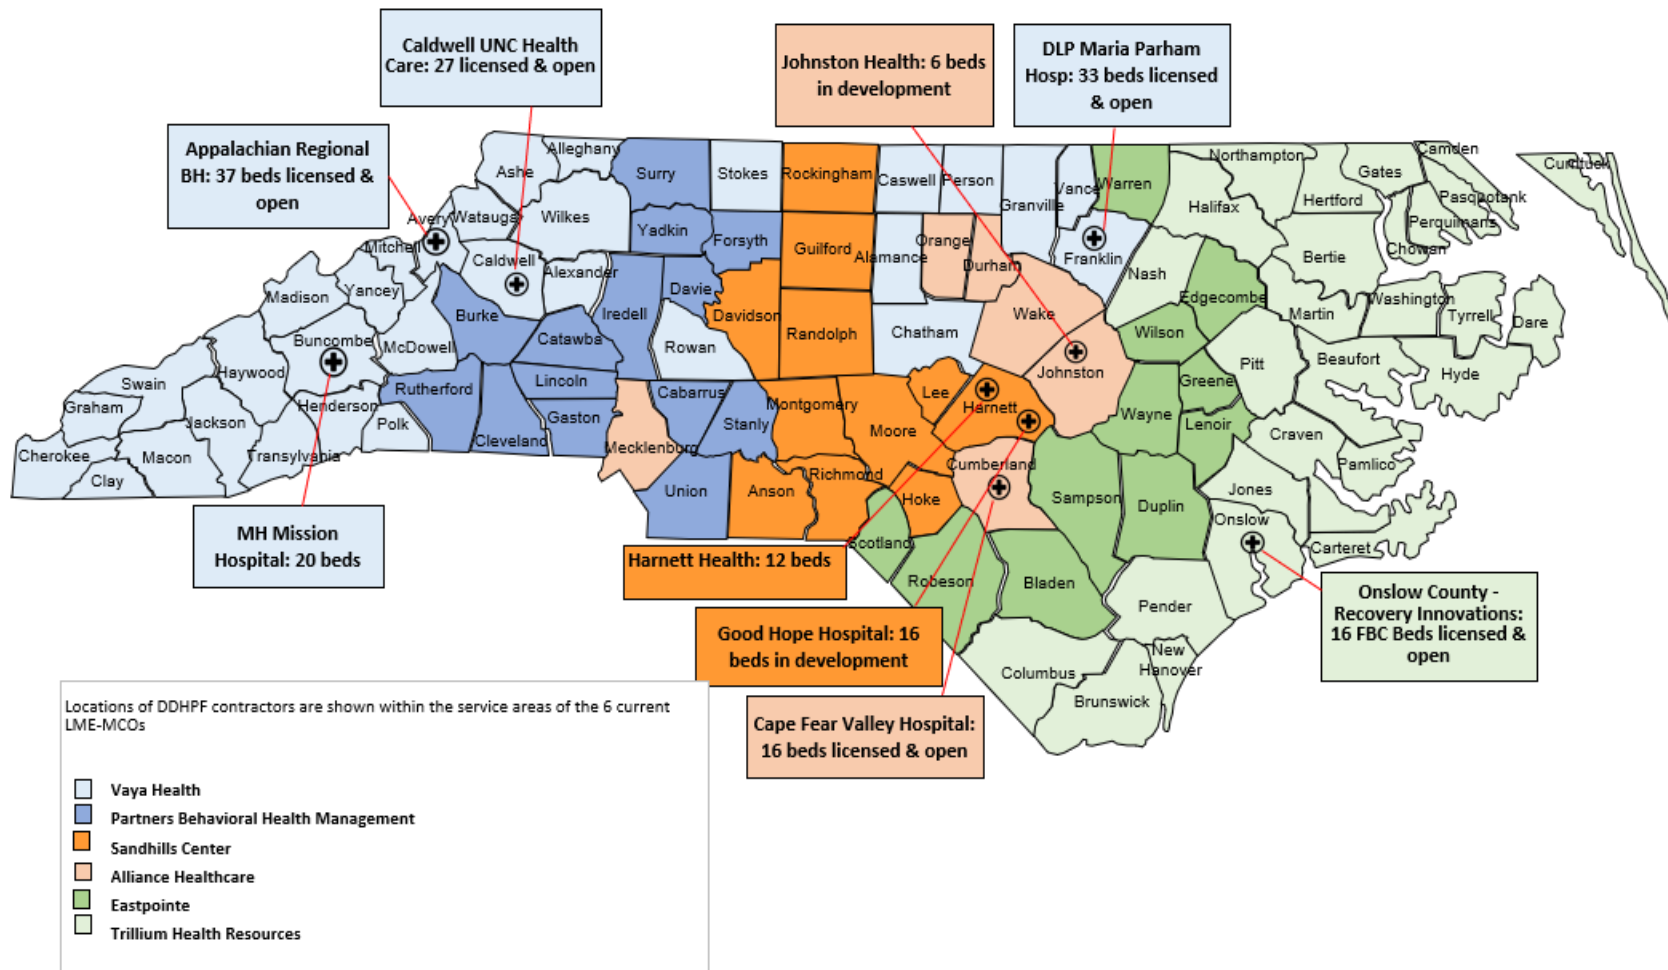 Caldwell UNC Health
Care: 27 licensed & open
Johnston Health: 6 beds
in development
DLP Maria Parham
Hosp: 33 beds licensed
& open
Appalachian Regional
BH: 37 beds licensed &
open
Alleghany
Ashe
Surry
Stokes
Rockingham
Caswell
Person
Granville
Vance
Warren
Northampton
Gates
Camden
Currituck
Pasquotank
Perquimans
Chowan
Hertford
Halifax
Avery
Watauga
Wilkes
Yadkin
Forsyth
Guilford
Alamance
Orange
Durham
Franklin
Nash
Bertie
Mitchell
Caldwell
Alexander
Madison
Yancey
Burke
Iredell
Davie
Davidson
Randolph
Chatham
Wake
Edgecombe
Martin
Washington
Tyrrell
Dare
Buncombe
McDowell
Catawba
Rowan
Wilson
Pitt
Beaufort
Hyde
Swain
Haywood
Rutherford
Lincoln
Cabarrus
Montgomery
Lee
Harnett
Johnston
Greene
Graham
Jackson
Henderson
Polk
Cleveland
Gaston
Stanly
Moore
Wayne
Lenoir
Craven
Cherokee
Macon
Transylvania
Mecklenburg
Clay
Union
Anson
Richmond
Hoke
Cumberland
Sampson
Duplin
Jones
Pamlico
Onslow
Carteret
Scotland
Robeson
Bladen
Pender
Columbus
New
Hanover
Brunswick
MH Mission
Hospital: 20 beds
Harnett Health: 12 beds
Good Hope Hospital: 16
beds in development
Cape Fear Valley Hospital:
16 beds licensed & open
Onslow County -
Recovery Innovations:
16 FBC Beds licensed &
open
Locations of DDHPF contractors are shown within the service areas of the 6 current
LME-MCOs
Vaya Health
Partners Behavioral Health Management
Sandhills Center
Alliance Healthcare
Eastpointe
Trillium Health Resources